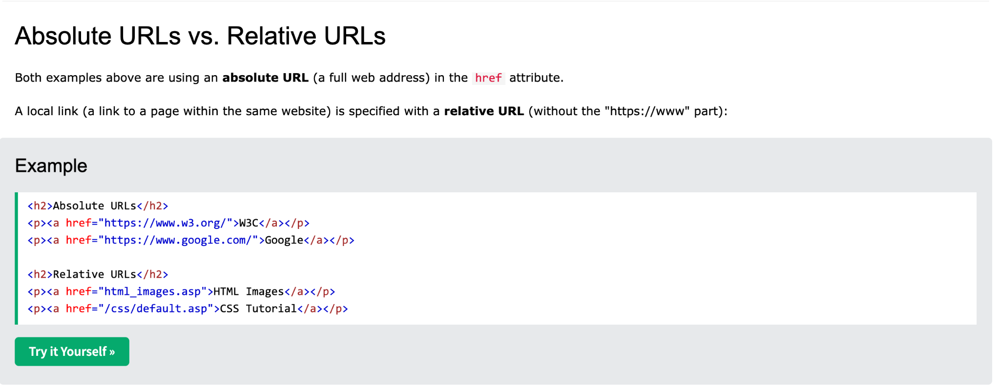 Absolute URLs vs. Relative URLs
Both examples above are using an absolute URL (a full web address) in the href attribute.
A local link (a link to a page within the same website) is specified with a relative URL (without the "https://www" part):
Example
<h2>Absolute URLs</h2>
<p><a href="https://www.w3.org/">W3C</a></p>
<p><a href="https://www.google.com/">Google</a></p>
<h2>Relative URLs</h2>
<p><a href="html_images.asp">HTML Images</a></p>
<p><a href="/css/default.asp">CSS Tutorial</a></p>
Try it Yourself »